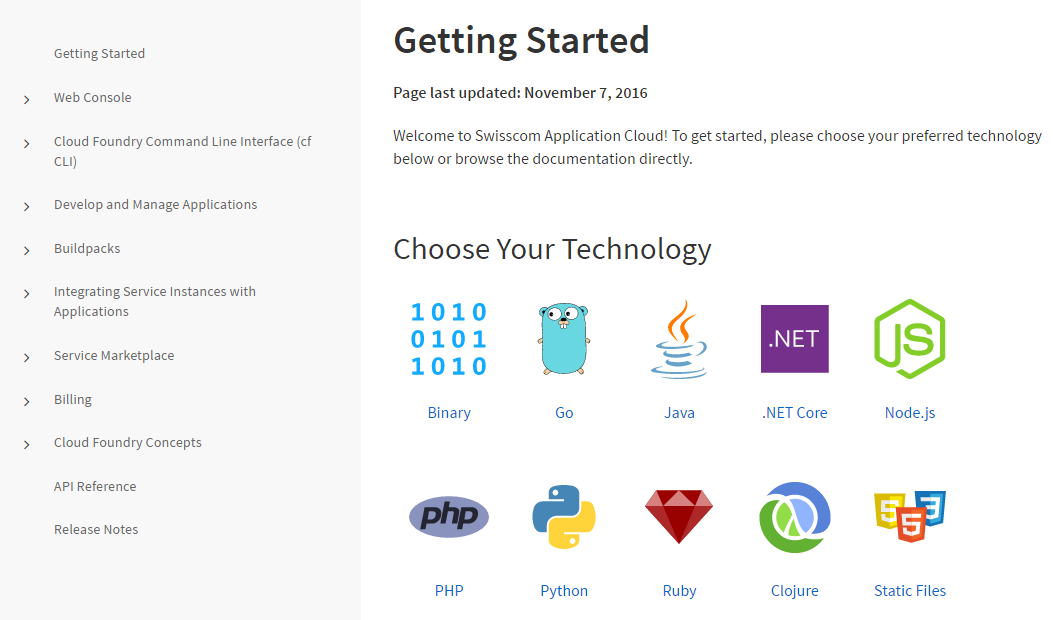 Getting Started
Web Console
Cloud Foundry Command Line Interface (cf
CLI)
Develop and Manage Applications
Buildpacks
Integrating Service Instances with
Applications
Service Marketplace
Billing
Cloud Foundry Concepts
API Reference
Release Notes
Getting Started
Page last updated: November 7, 2016
Welcome to Swisscom Application Cloud! To get started, please choose your preferred technology
below or browse the documentation directly.
Choose Your Technology
1010
0101
1010
.NET
JS
Binary
Go
Java
.NET Core
Node.js
php
5
5
3
PHP
Python
Ruby
Clojure
Static Files